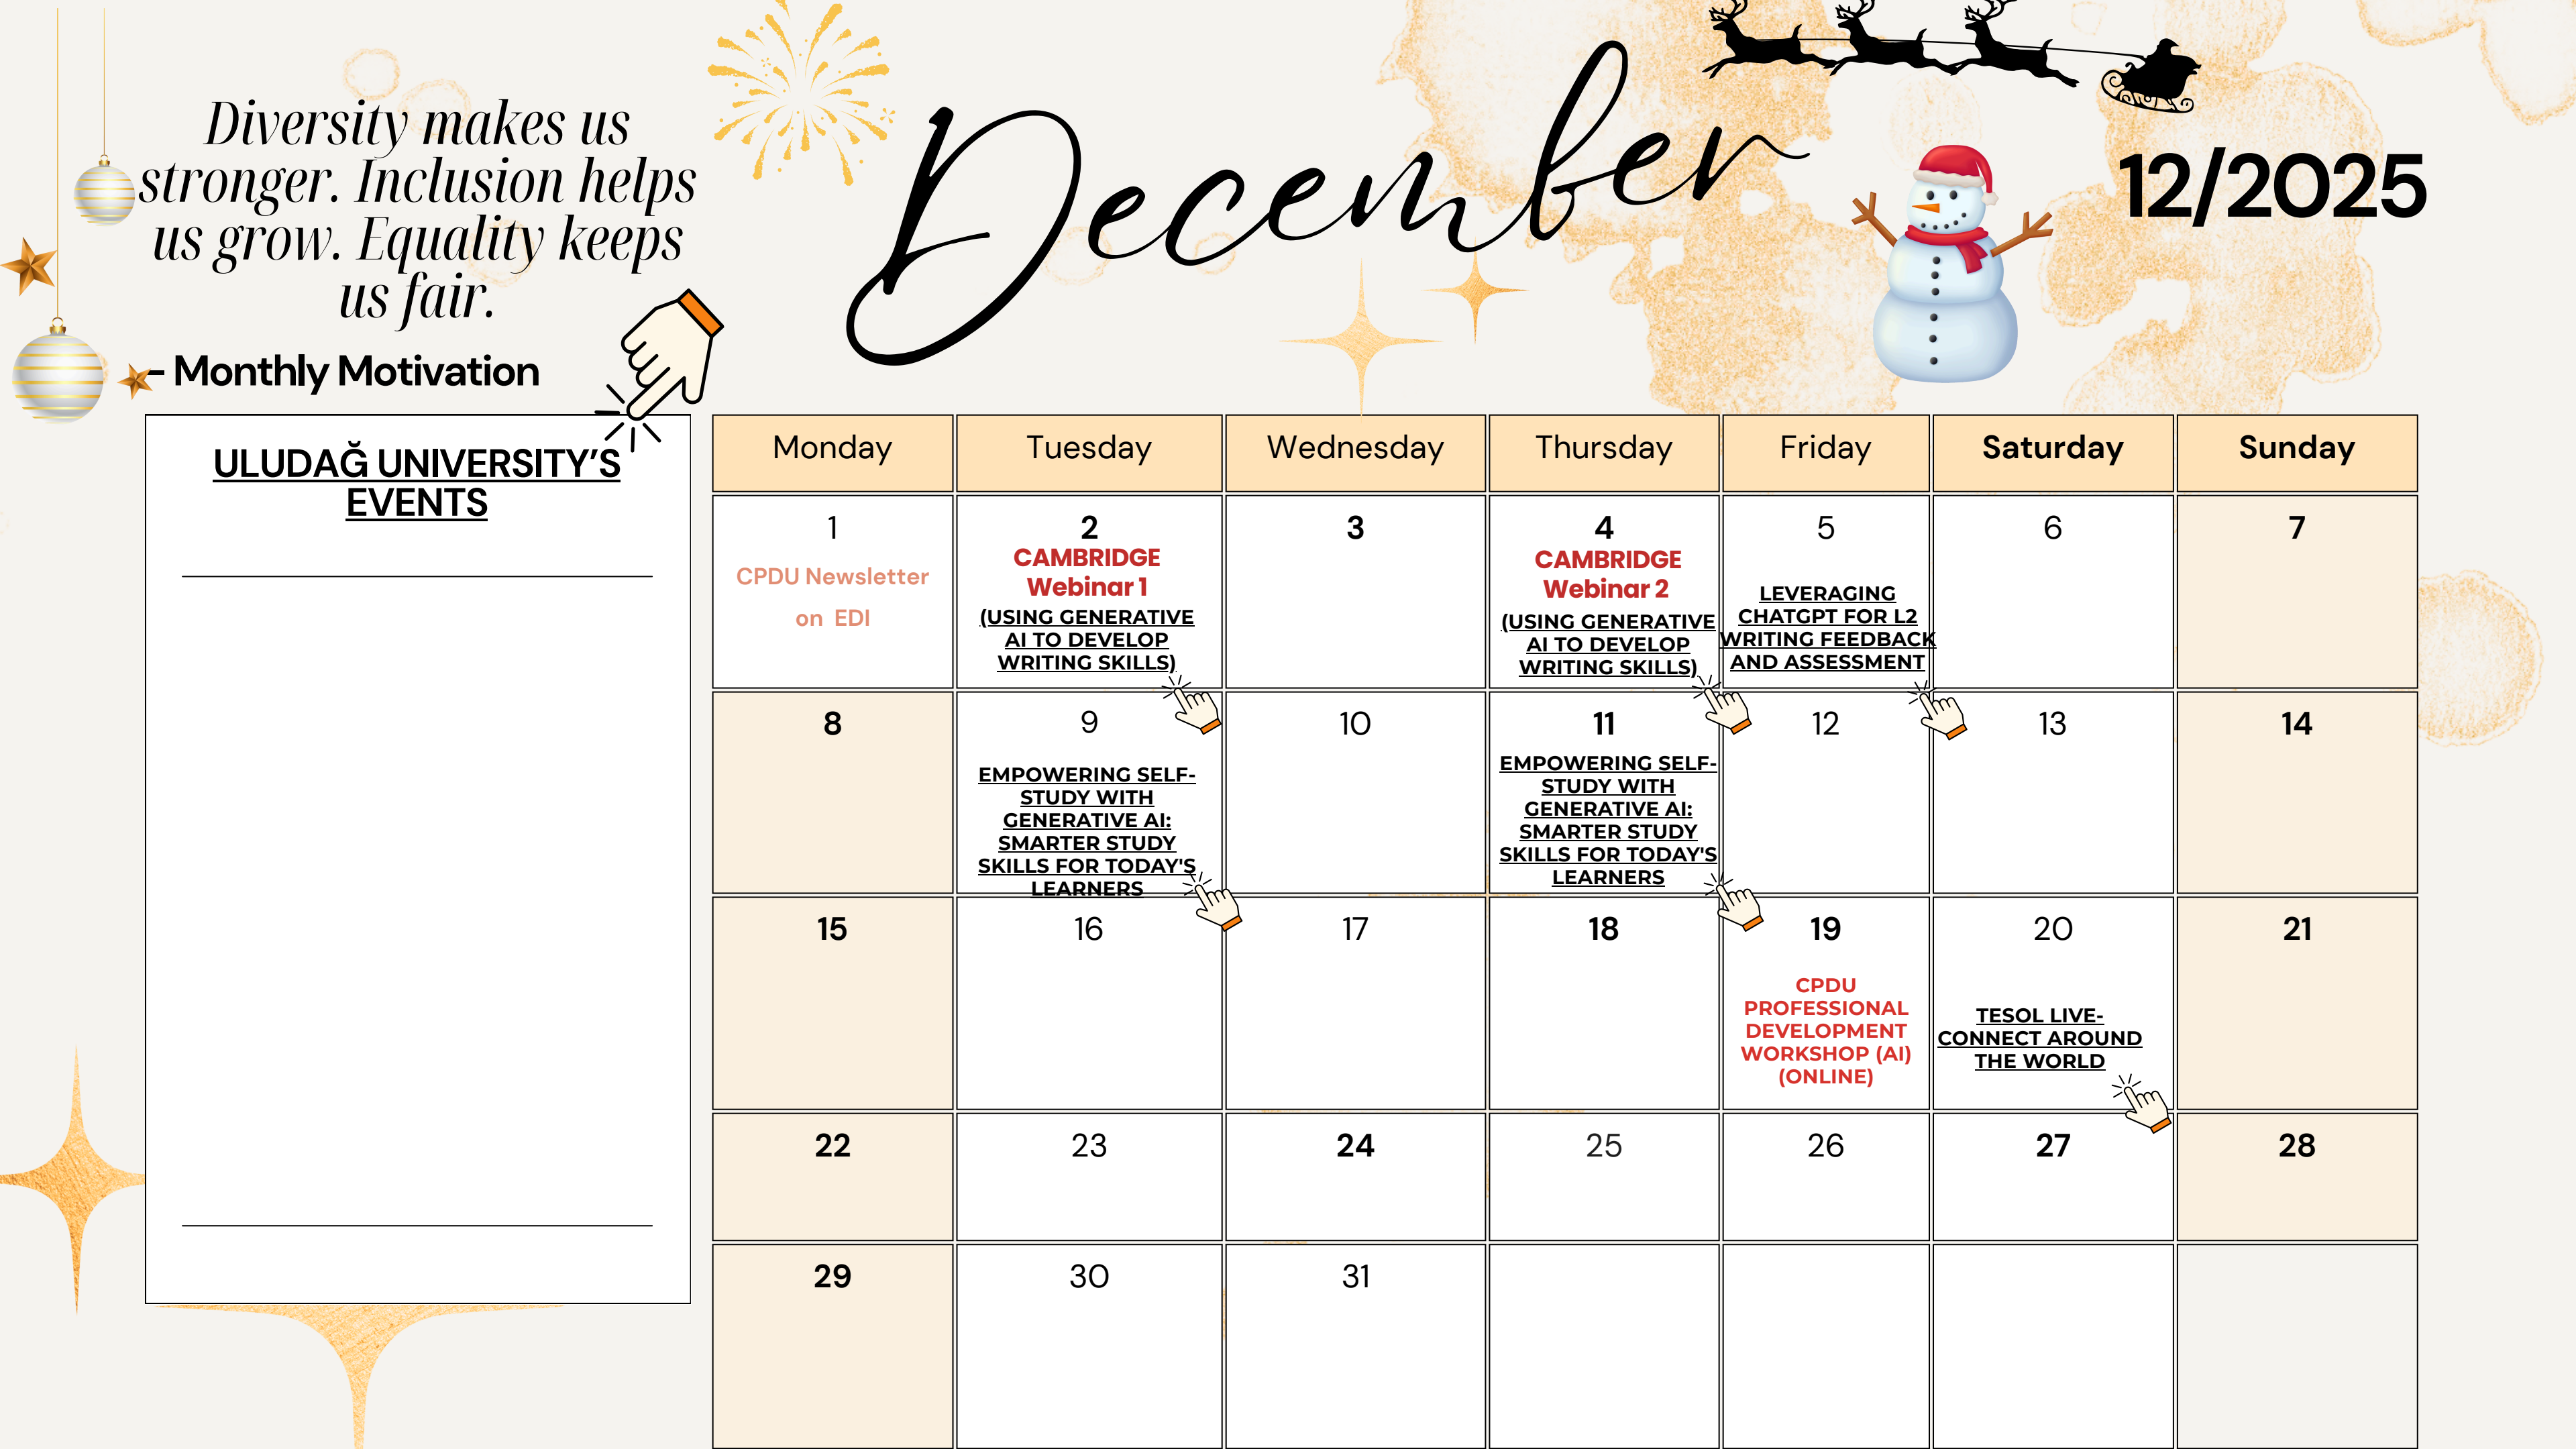 Diversity makes us
stronger. Inclusion helps
us grow. Equality keeps
us fair.
- Monthly Motivation
December
12/2025
ULUDAĞ UNIVERSITY'S
EVENTS
Monday
Tuesday
Wednesday
Thursday
Friday
Saturday
Sunday
1
CPDU Newsletter
on EDI
2
CAMBRIDGE
Webinar 1
(USING GENERATIVE
AI TO DEVELOP
WRITING SKILLS)
3
4
CAMBRIDGE
Webinar 2
(USING GENERATIVE
AI TO DEVELOP
WRITING SKILLS)
5
LEVERAGING
CHATGPT FOR L2
WRITING FEEDBACK
AND ASSESSMENT
6
7
8
9
EMPOWERING SELF-
STUDY WITH
GENERATIVE AI:
SMARTER STUDY
SKILLS FOR TODAY'S
LEARNERS
10
11
EMPOWERING SELF-
STUDY WITH
GENERATIVE AI:
SMARTER STUDY
SKILLS FOR TODAY'S
LEARNERS
12
13
14
15
16
17
18
19
CPDU
PROFESSIONAL
DEVELOPMENT
WORKSHOP (AI)
(ONLINE)
20
TESOL LIVE-
CONNECT AROUND
THE WORLD
21
22
23
24
25
26
27
28
29
30
31